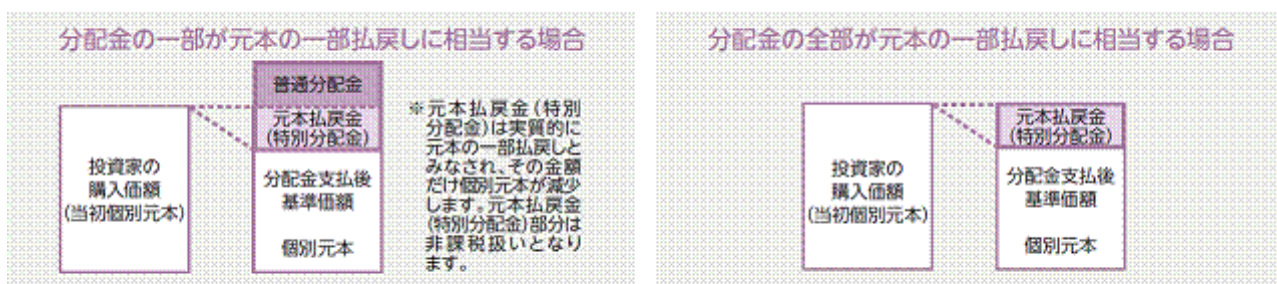 分配金の一部が元本の一部払戻しに相当する場合
普通分配金
元本払戻金
(特別分配金)
投資家の
購入価額
(当初個別元本)
分配金支払後
基準価額
個別元本
※元本払戻金(特別
分配金)は実質的に
元本の一部払戻しと
みなされ、その金額
だけ個別元本が減少
します。元本払戻金
(特別分配金)部分は
非課税扱いとなり
ます。
分配金の全部が元本の一部払戻しに相当する場合
元本払戻金
(特別分配金)
投資家の
購入価額
(当初個別元本)
分配金支払後
基準価額
個別元本